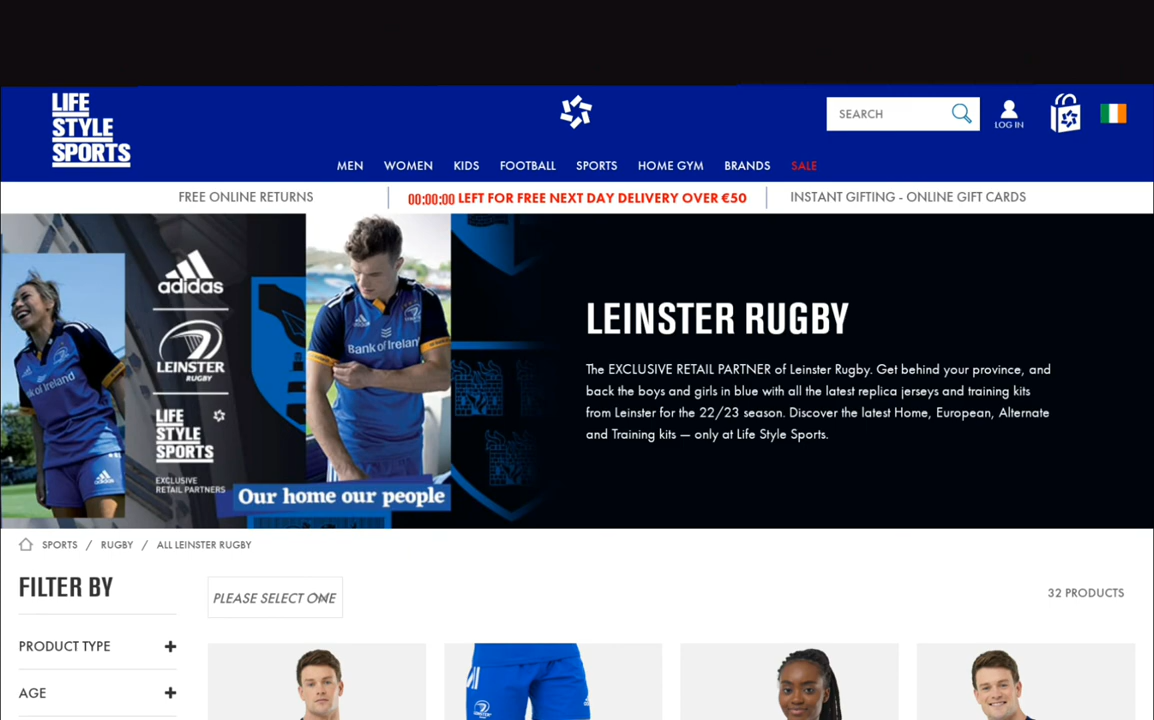 LIFE
STYLE
SPORTS
SEARCH
LOG IN
MEN WOMEN KIDS FOOTBALL SPORTS HOME GYM BRANDS SALE
FREE ONLINE RETURNS
00:00:00 LEFT FOR FREE NEXT DAY DELIVERY OVER €50
INSTANT GIFTING - ONLINE GIFT CARDS
adidas
LEINSTER
RUGBY
LIFE
STYLE
SPORTS
EXCLUSIVE
RETAIL PARTNERS
Bank of Ireland
Bank of Ireland
Our home our people
LEINSTER RUGBY
The EXCLUSIVE RETAIL PARTNER of Leinster Rugby. Get behind your province, and
back the boys and girls in blue with all the latest replica jerseys and training kits
from Leinster for the 22/23 season. Discover the latest Home, European, Alternate
and Training kits — only at Life Style Sports.
SPORTS / RUGBY / ALL LEINSTER RUGBY
FILTER BY
PLEASE SELECT ONE
32 PRODUCTS
PRODUCT TYPE +
AGE +
LEINSTER